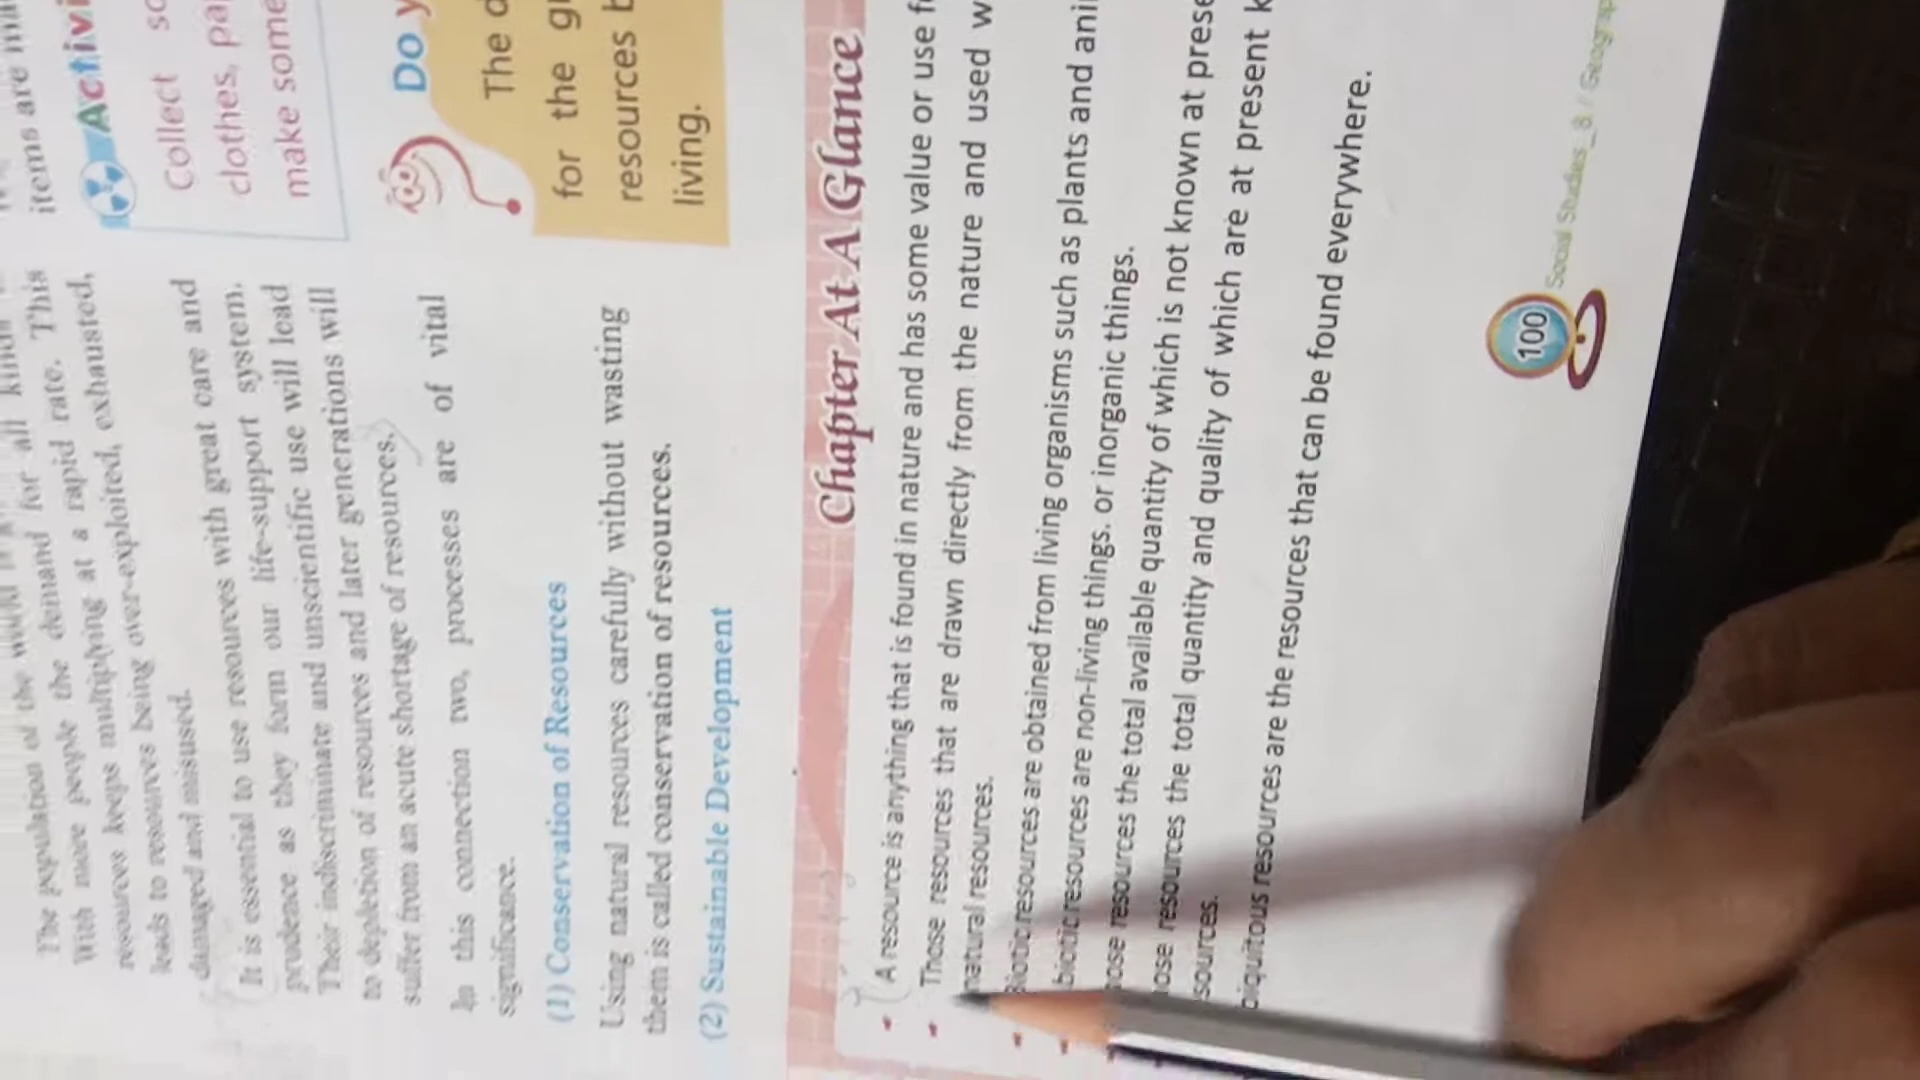 The population of the world
With more people the demand for all kind
resources keeps multiplying at a rapid rate. This
leads to resources being over-exploited, exhausted,
damaged and misused.
It is essential to use resources with great care and
prudence as they form our life-support system.
Their indiscriminate and unscientific use will lead
to depletion of resources and later generations will
suffer from an acute shortage of resources.
In this connection two, processes are of vital
significance.
(1) Conservation of Resources
Using natural resources carefully without wasting
them is called conservation of resources.
(2) Sustainable Development
items are
Activi
Collect so
clothes, pa
make some
Do y
The d
for the g
resources b
living.
Chapter At A Glance
A resource is anything that is found in nature and has some value or use f
Those resources that are drawn directly from the nature and used w
natural resources.
Biotic resources are obtained from living organisms such as plants and ani
biotic resources are non-living things. or inorganic things.
hose resources the total available quantity of which is not known at prese
ose resources the total quantity and quality of which are at present k
sources.
biquitous resources are the resources that can be found everywhere.
100
Social Studies_8 / Geograp